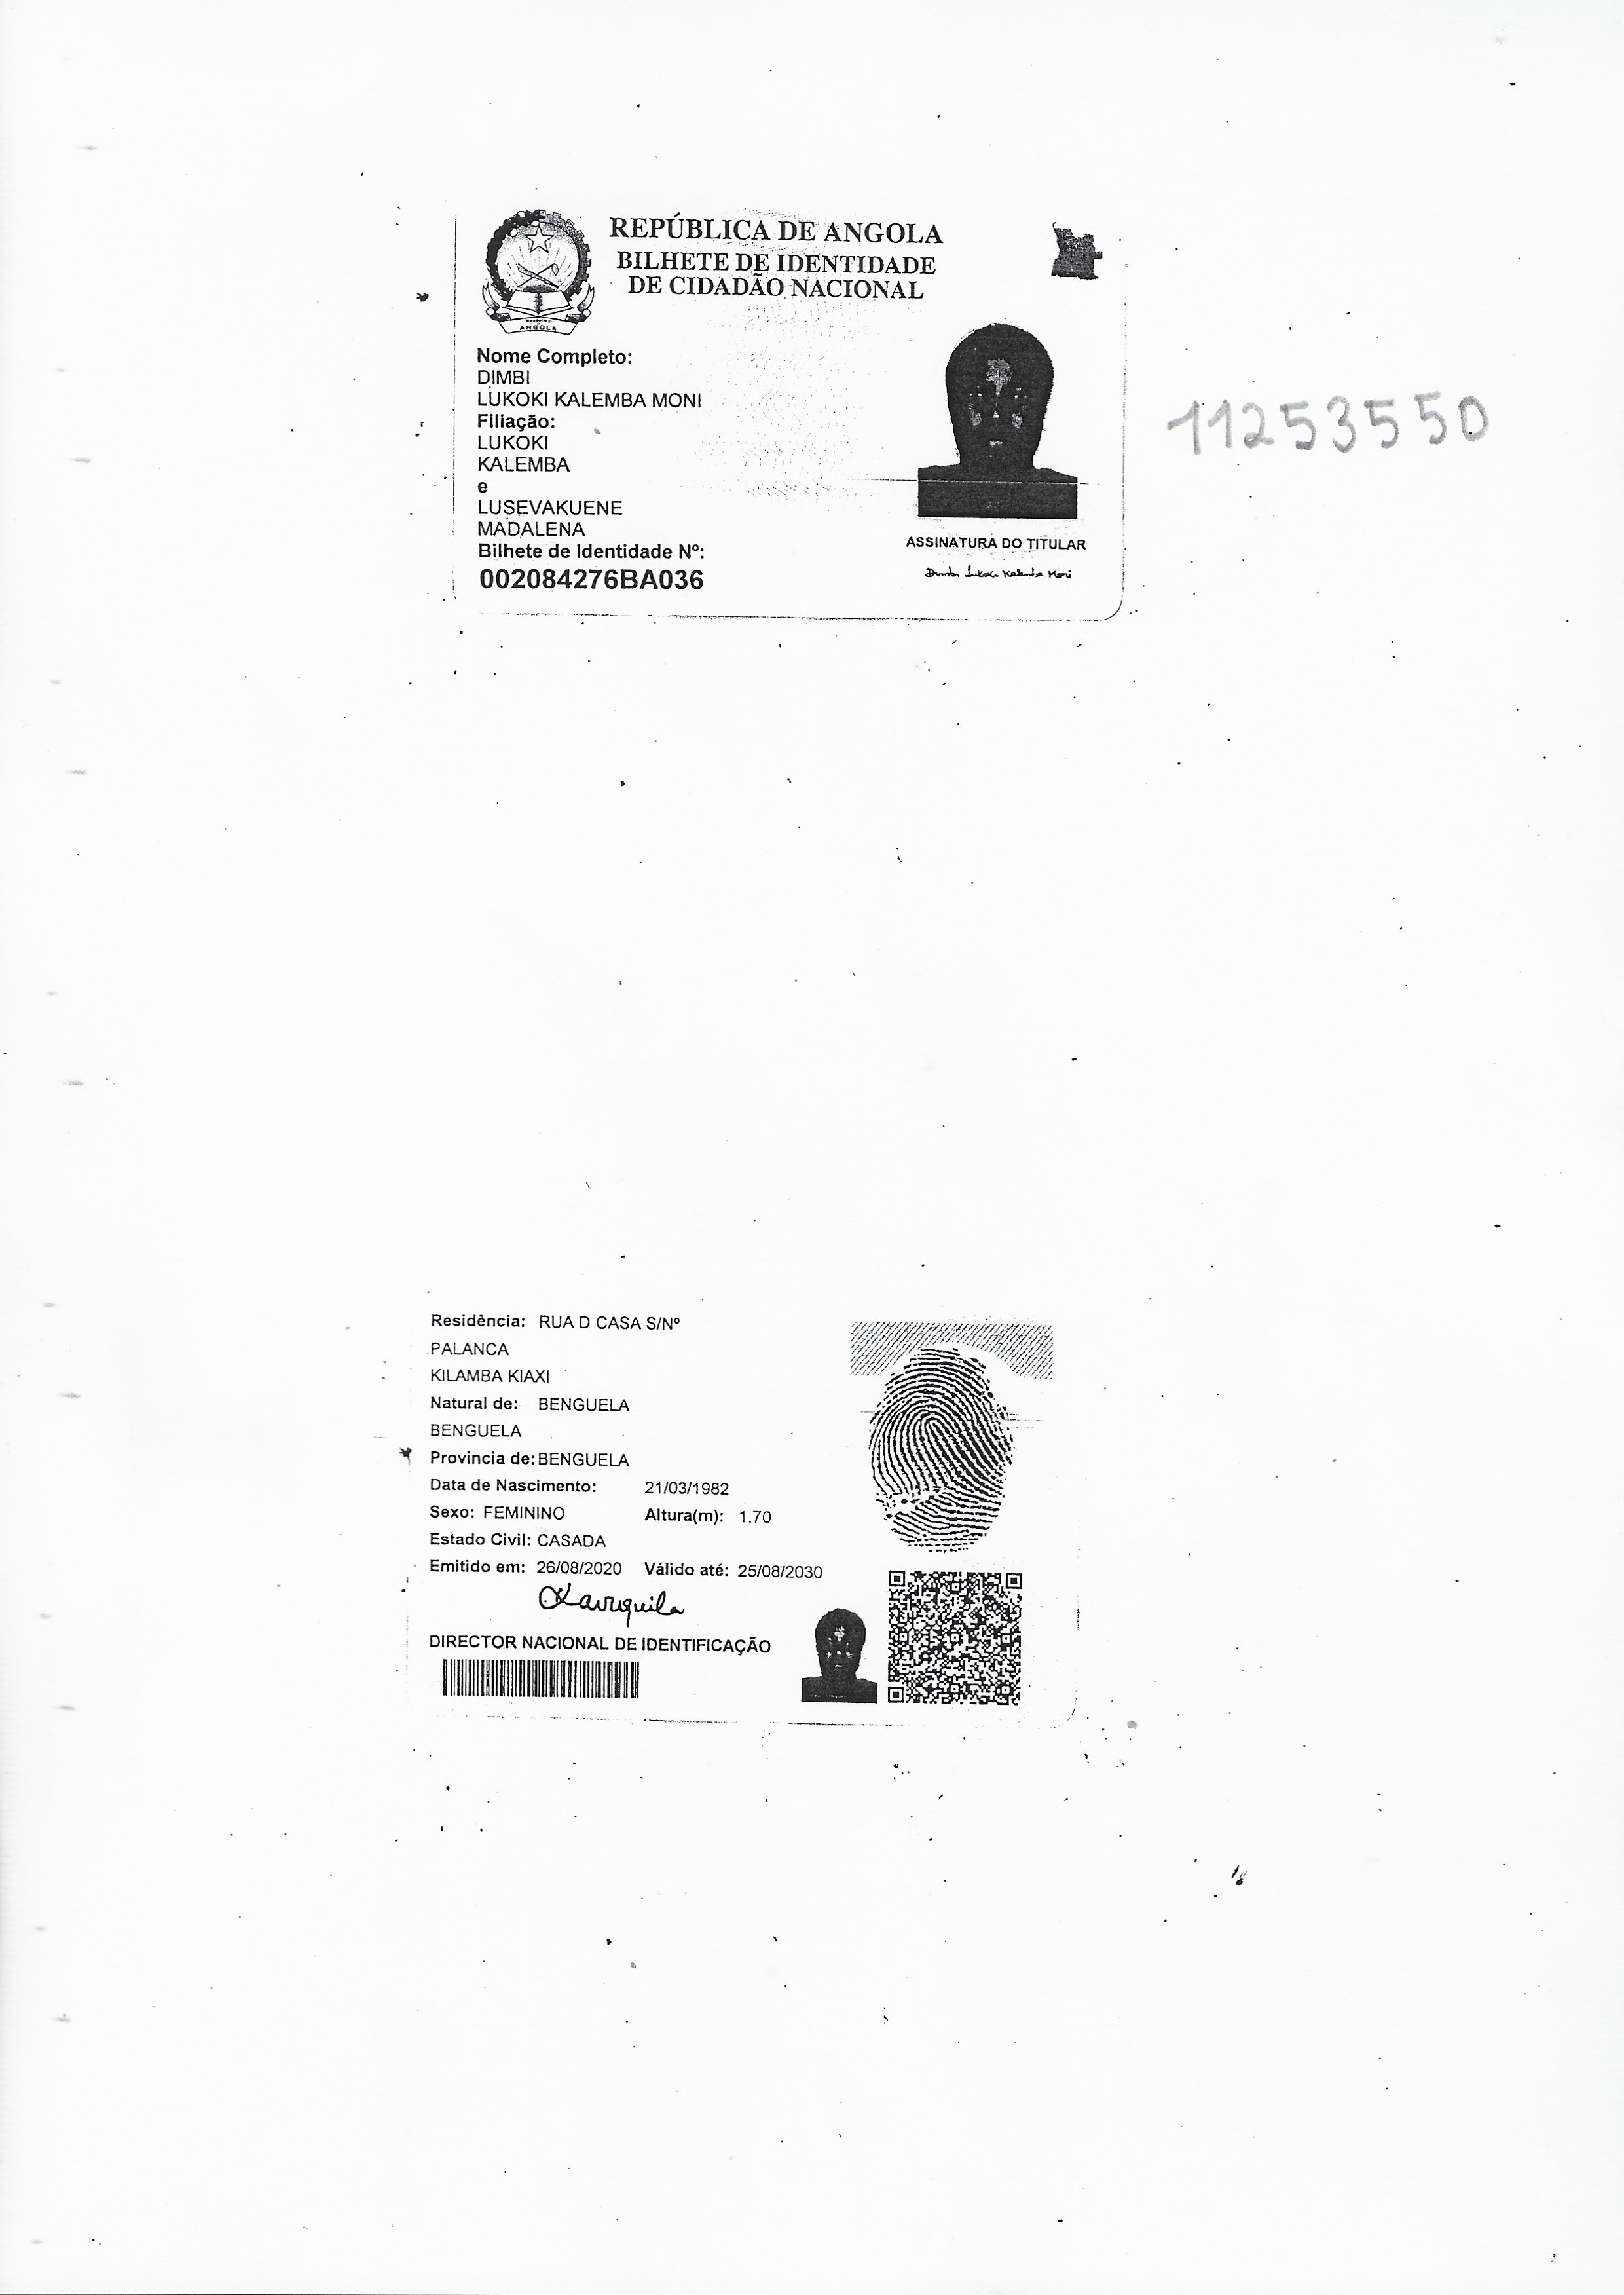 REPÚBLICA DE ANGOLA
BILHETE DE IDENTIDADE
DE CIDADÃO NACIONAL
ANGOLA
Nome Completo:
DIMBI
LUKOKI KALEMBA MONI
Filiação:
LUKOKI
KALEMBA
e
LUSEVAKUENE
MADALENA
Bilhete de Identidade Nº:
002084276BA036
ASSINATURA DO TITULAR
Dimbi Lukoki Kalemba Moni
11253550
Residência: RUA D CASA S/Nº
PALANCA
KILAMBA KIAXI
Natural de: BENGUELA
BENGUELA
Provincia de: BENGUELA
Data de Nascimento: 21/03/1982
Sexo: FEMININO Altura(m): 1.70
Estado Civil: CASADA
Emitido em: 26/08/2020 Válido até: 25/08/2030
DIRECTOR NACIONAL DE IDENTIFICAÇÃO